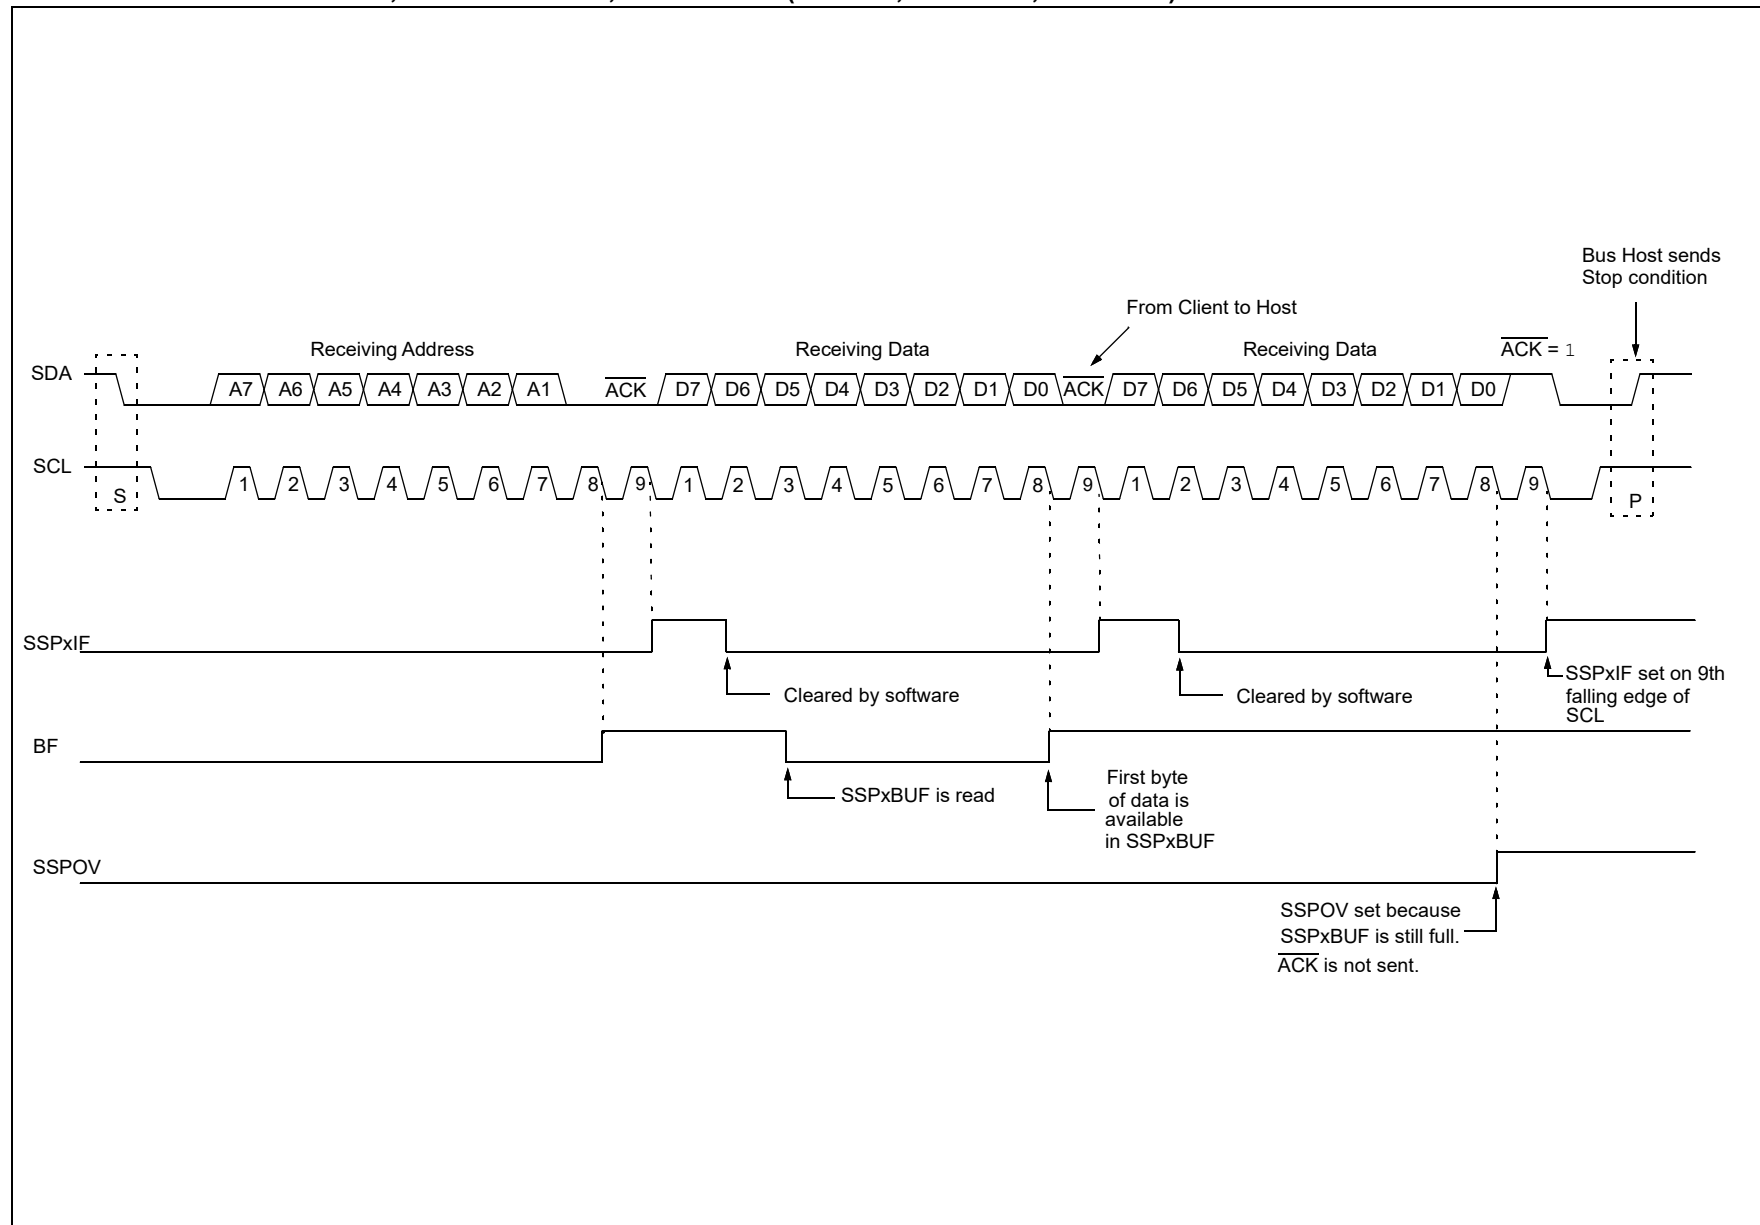 Bus Host sends
Stop condition
From Client to Host
Receiving Address
Receiving Data
Receiving Data
ACK = 1
SDA
A7 A6 A5 A4 A3 A2 A1 ACK D7 D6 D5 D4 D3 D2 D1 D0 ACK D7 D6 D5 D4 D3 D2 D1 D0
SCL
S
1 2 3 4 5 6 7 8 9 1 2 3 4 5 6 7 8 9 1 2 3 4 5 6 7 8 9
P
SSPxIF
Cleared by software
Cleared by software
SSPxIF set on 9th
falling edge of
SCL
BF
SSPxBUF is read
First byte
of data is
available
in SSPxBUF
SSPOV
SSPOV set because
SSPxBUF is still full.
ACK is not sent.